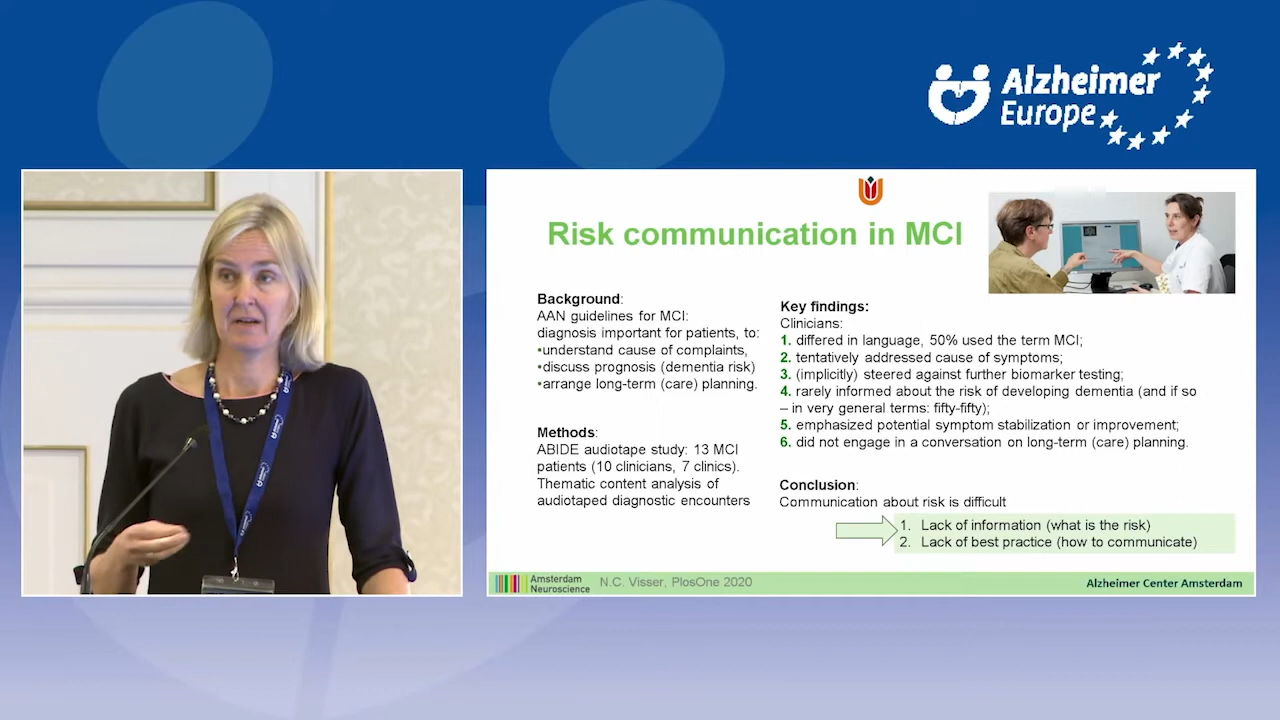 Alzheimer
Europe
Risk communication in MCI
Background:
AAN guidelines for MCI:
diagnosis important for patients, to:
•understand cause of complaints,
•discuss prognosis (dementia risk)
•arrange long-term (care) planning.
Methods:
ABIDE audiotape study: 13 MCI
patients (10 clinicians, 7 clinics).
Thematic content analysis of
audiotaped diagnostic encounters
Key findings:
Clinicians:
1. differed in language, 50% used the term MCI;
2. tentatively addressed cause of symptoms;
3. (implicitly) steered against further biomarker testing;
4. rarely informed about the risk of developing dementia (and if so
– in very general terms: fifty-fifty);
5. emphasized potential symptom stabilization or improvement;
6. did not engage in a conversation on long-term (care) planning.
Conclusion:
Communication about risk is difficult
1. Lack of information (what is the risk)
2. Lack of best practice (how to communicate)
Amsterdam
Neuroscience
N.C. Visser, PlosOne 2020
Alzheimer Center Amsterdam